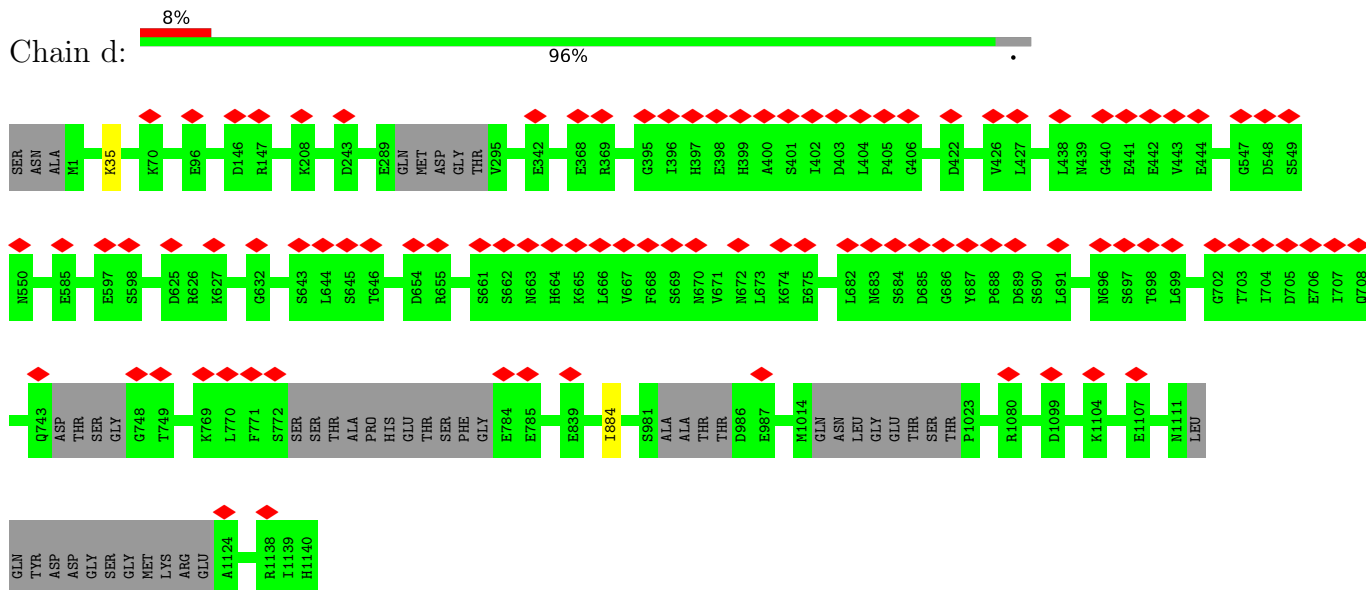 8%
Chain d:
96%
.
SER ASN ALA M1 K35 K70 E96 D146 R147 K208 D243 E289 GLN MET ASP GLY THR V295 E342 E368 R369 G395 I396 H397 E398 H399 A400 S401 I402 D403 L404 P405 G406 D422 V426 L427 L438 N439 G440 E441 E442 V443 E444 G547 D548 S549
N550 E585 E597 S598 D625 R626 K627 G632 S643 L644 S645 T646 D654 R655 S661 S662 N663 H664 K665 L666 V667 F668 S669 N670 V671 N672 L673 K674 E675 L682 N683 S684 D685 G686 Y687 P688 D689 S690 L691 N696 S697 T698 L699 G702 T703 I704 D705 E706 I707 Q708
Q743 ASP THR SER GLY G748 T749 K769 L770 F771 S772 SER SER THR ALA PRO HIS GLU THR SER PHE GLY E784 E785 E839 I884 S981 ALA ALA THR THR D986 E987 M1014 GLN ASN LEU GLY GLU THR SER THR P1023 R1080 D1099 K1104 E1107 N1111 LEU
GLN TYR ASP ASP GLY SER GLY MET LYS ARG GLU A1124 R1138 I1139 H1140